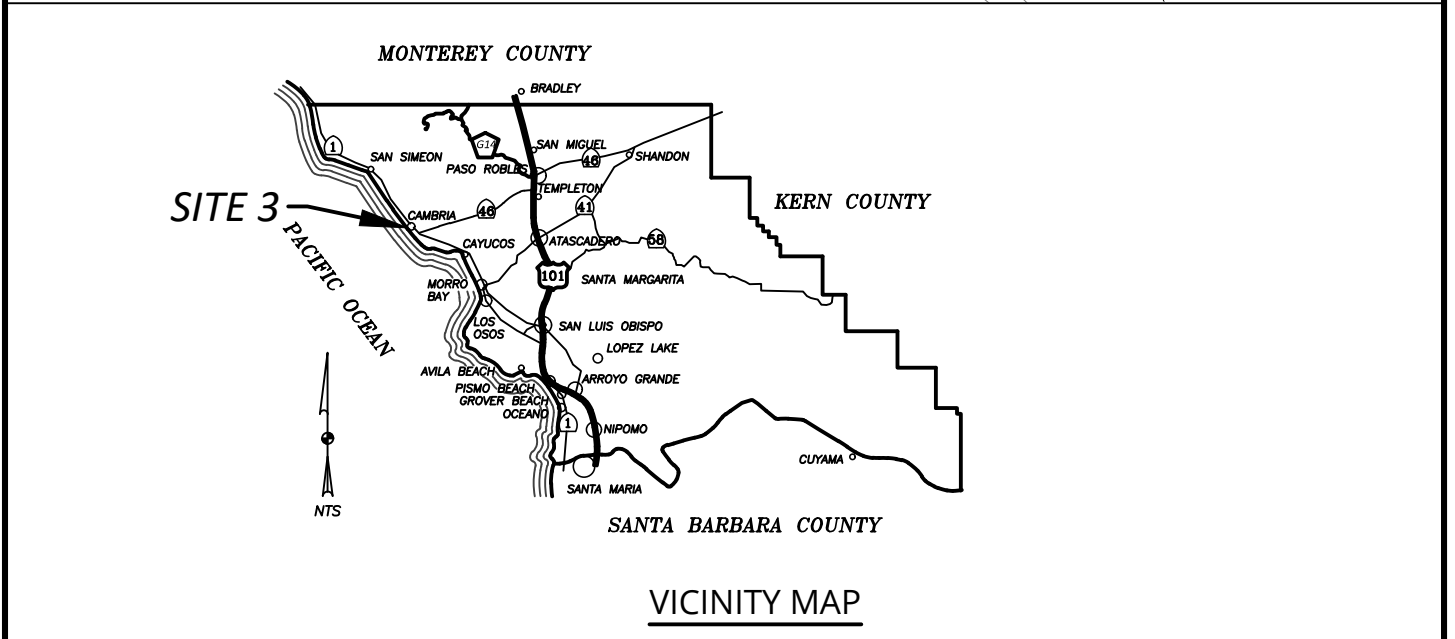 MONTEREY COUNTY
BRADLEY
1
G14
SAN MIGUEL
SAN SIMEON
46
SHANDON
PASO ROBLES
TEMPLETON
KERN COUNTY
SITE 3
46
41
CAMBRIA
PACIFIC OCEAN
CAYUCOS
ATASCADERO
58
101
SANTA MARGARITA
MORRO
BAY
LOS
OSOS
SAN LUIS OBISPO
LOPEZ LAKE
AVILA BEACH
ARROYO GRANDE
PISMO BEACH
GROVER BEACH
OCEANO
1
NIPOMO
CUYAMA
SANTA MARIA
NTS
SANTA BARBARA COUNTY
VICINITY MAP